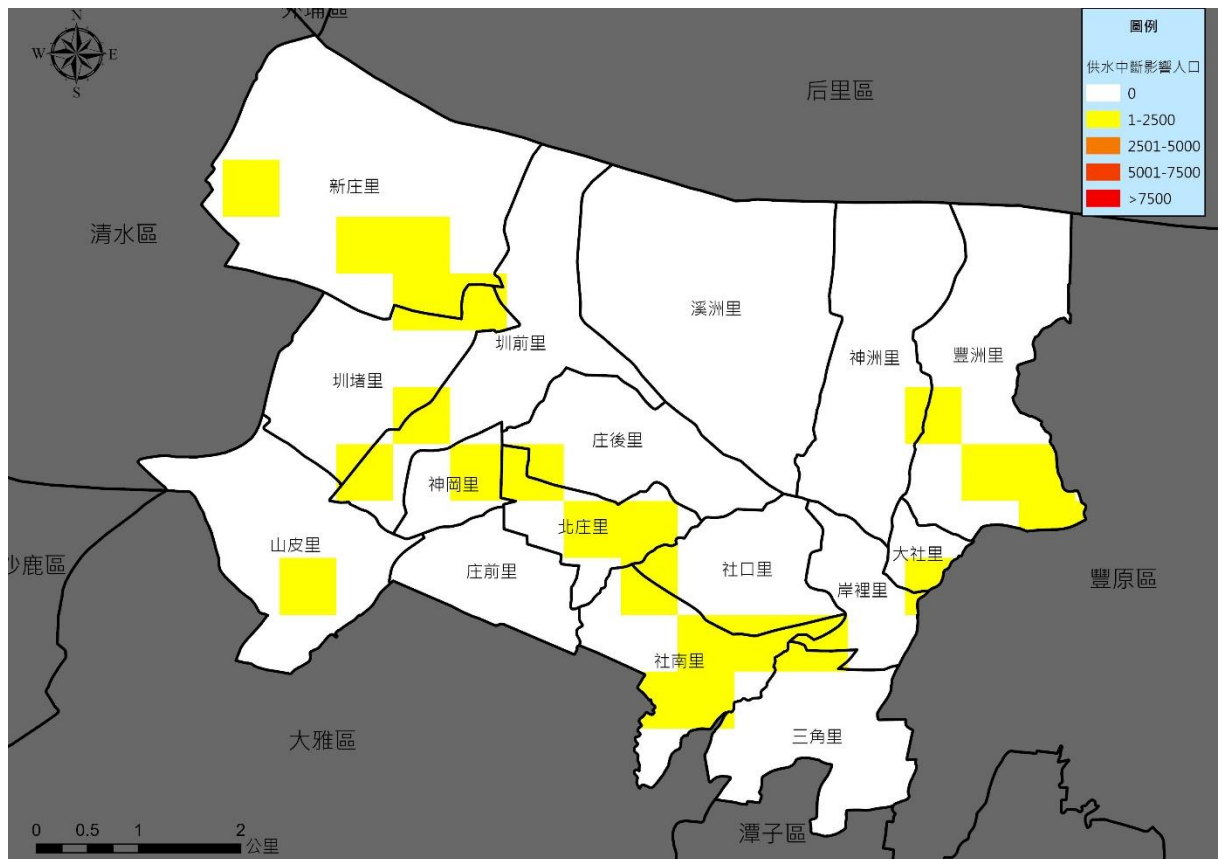 外埔區
N
W
E
S
圖例
供水中斷影響人口
0
1-2500
2501-5000
5001-7500
>7500
后里區
新庄里
清水區
溪洲里
圳前里
神洲里
豐洲里
圳堵里
庄後里
神岡里
北庄里
山皮里
大社里
沙鹿區
庄前里
社口里
岸裡里
豐原區
社南里
大雅區
三角里
潭子區
0 0.5 1 2
公里